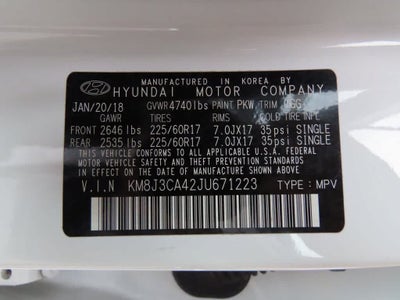 MANUFACTURED IN KOREA BY
HYUNDAI MOTOR COMPANY
JAN/20/18 GVWR 4740lbs PAINT PKW TRIM GGG
GAWR TIRES RIMS COLD TIRE INFL
FRONT 2646 lbs 225/60R17 7.0JX17 35psi SINGLE
REAR 2535 lbs 225/60R17 7.0JX17 35psi SINGLE
THIS VEHICLE CONFORMS TO ALL APPLICABLE U.S.A. FEDERAL
MOTOR VEHICLE SAFETY, BUMPER, AND THEFT PREVENTION
STANDARDS IN EFFECT ON THE DATE OF MANUFACTURE
SHOWN ABOVE.
V.I.N KM8J3CA42JU671223 TYPE: MPV